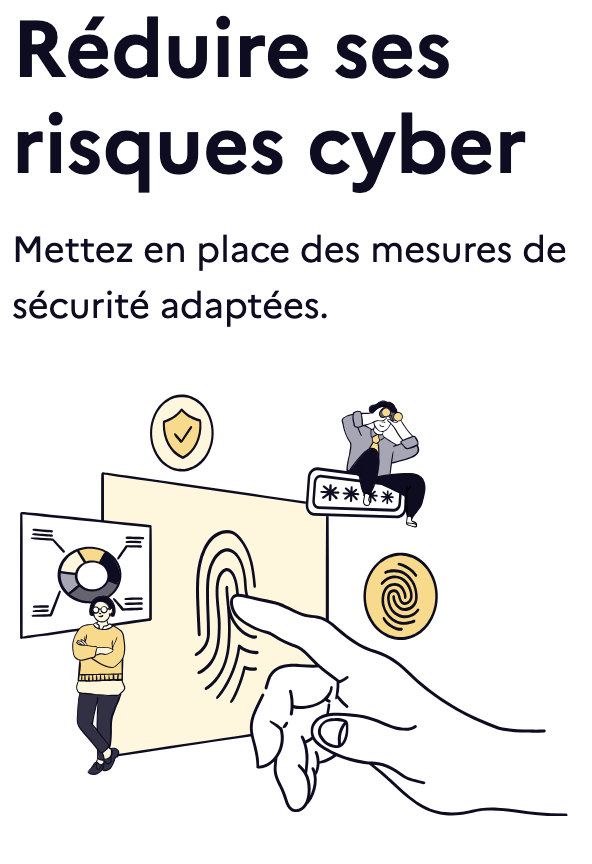 Réduire ses
risques cyber
Mettez en place des mesures de
sécurité adaptées.
****